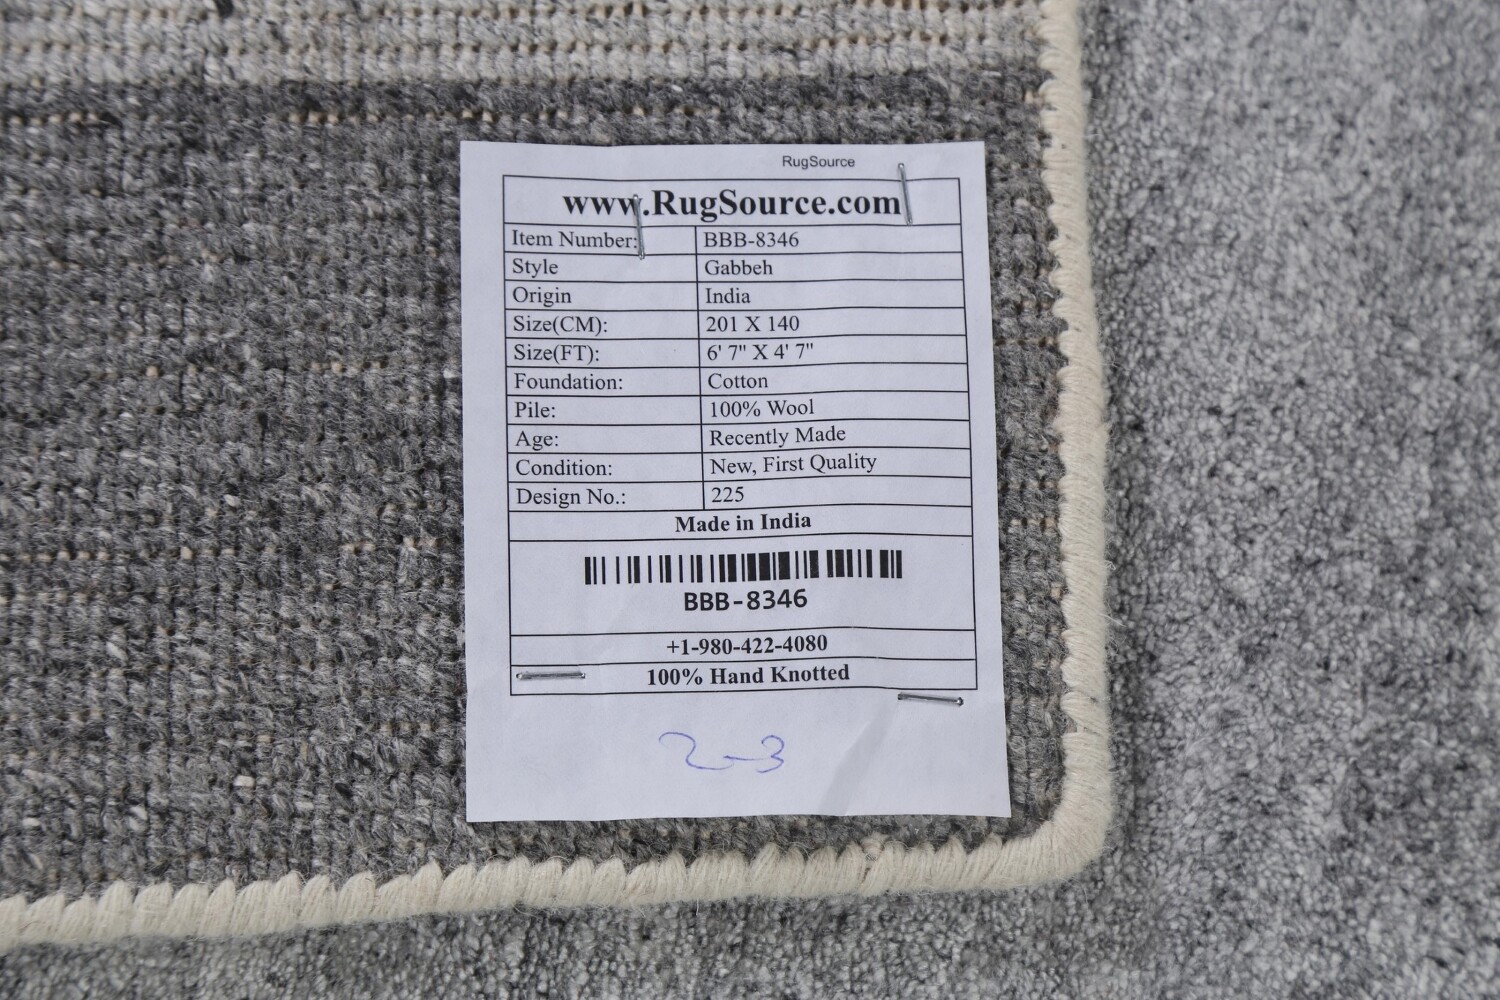 RugSource
www.RugSource.com
Item Number: BBB-8346
Style Gabbeh
Origin India
Size(CM): 201 X 140
Size(FT): 6' 7" X 4' 7"
Foundation: Cotton
Pile: 100% Wool
Age: Recently Made
Condition: New, First Quality
Design No.: 225
Made in India
BBB-8346
+1-980-422-4080
100% Hand Knotted
2-3